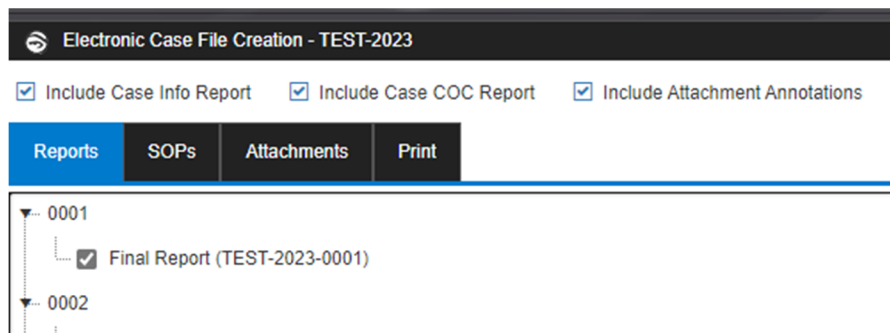 Electronic Case File Creation - TEST-2023
Include Case Info Report Include Case COC Report Include Attachment Annotations
Reports SOPs Attachments Print
0001
Final Report (TEST-2023-0001)
0002